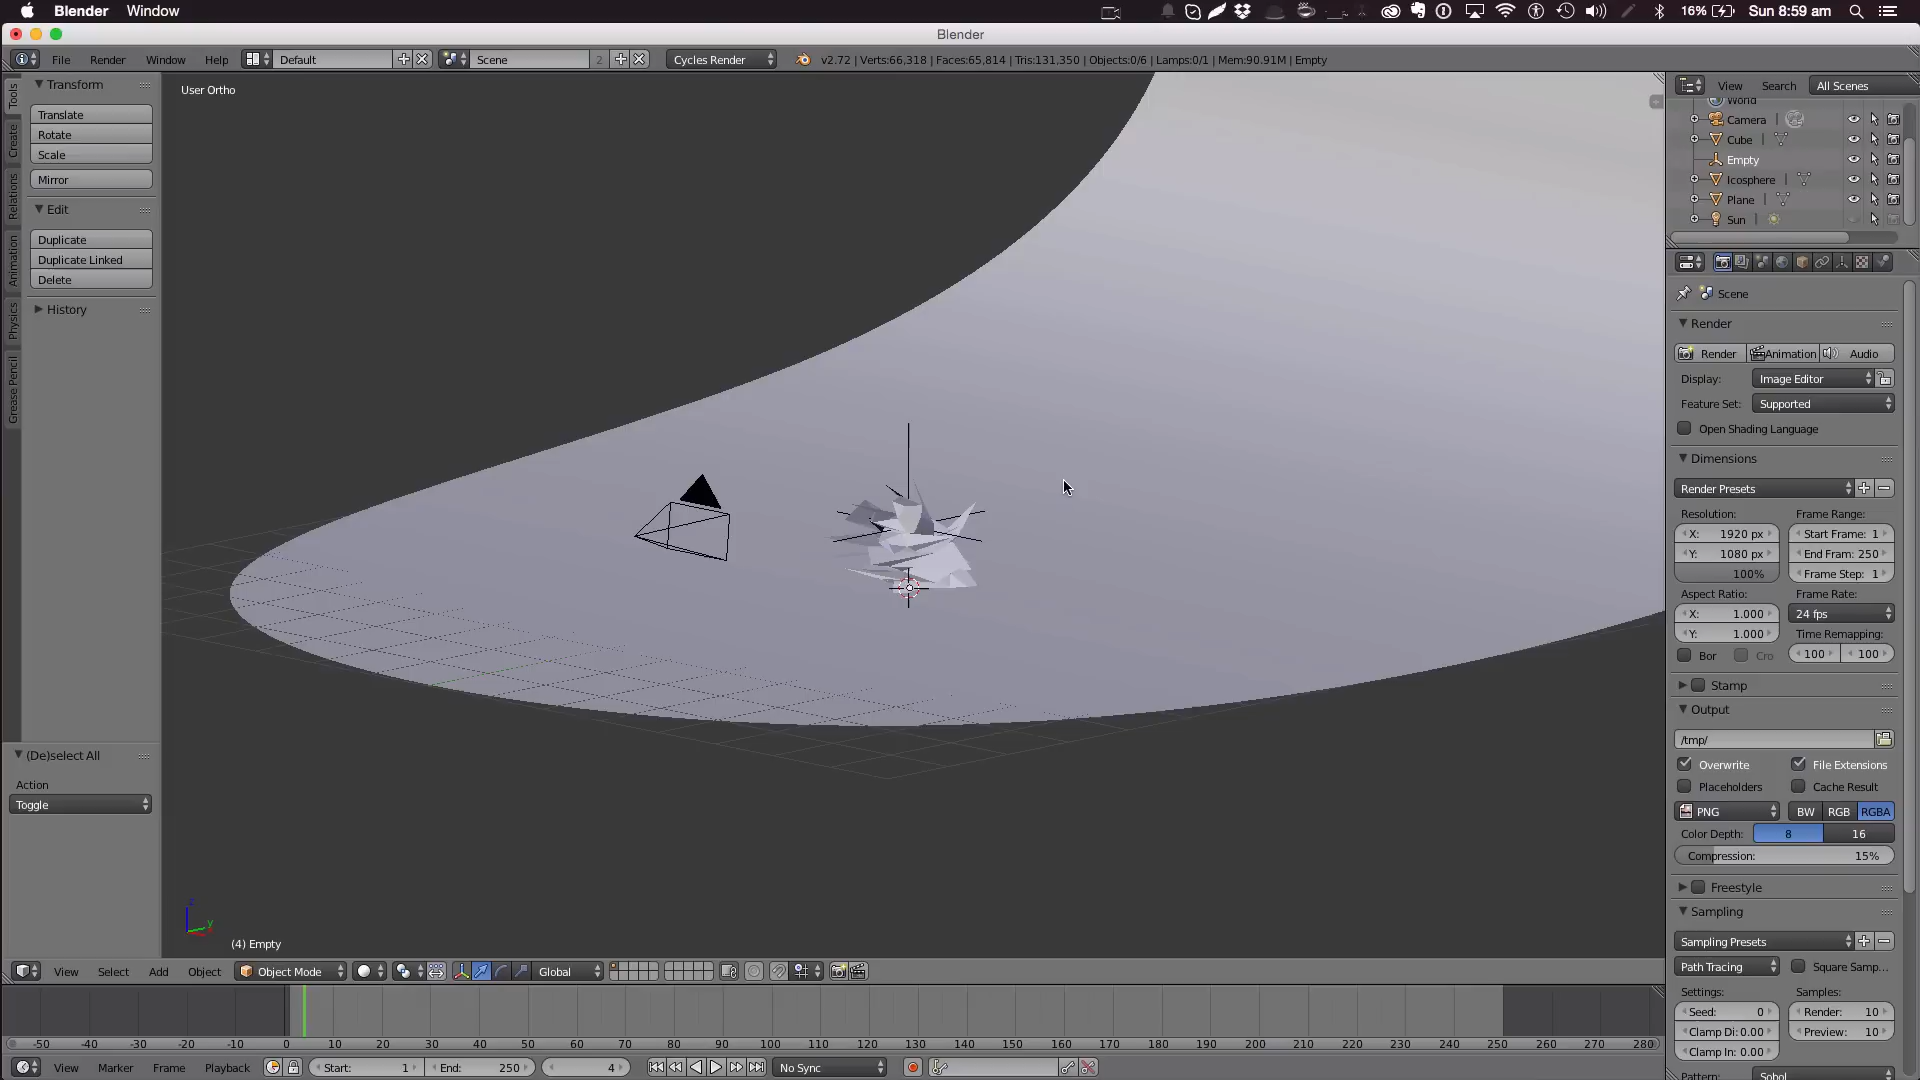 Blender Window 16% Sun 8:59 am
Blender
File Render Window Help Default Scene 2 Cycles Render v2.72 | Verts:66,318 | Faces:65,814 | Tris:131,350 | Objects:0/6 | Lamps:0/1 | Mem:90.91M | Empty
Tools
Create
Relations
Animation
Physics
Grease Pencil
Transform
Translate
Rotate
Scale
Mirror
Edit
Duplicate
Duplicate Linked
Delete
History
(De)select All
Action
Toggle
User Ortho
z
y
(4) Empty
View Select Add Object Object Mode Global
-50 -40 -30 -20 -10 0 10 20 30 40 50 60 70 80 90 100 110 120 130 140 150 160 170 180 190 200 210 220 230 240 250 260 270 280
View Marker Frame Playback Start: 1 End: 250 4 No Sync
View Search All Scenes
World
Camera
Cube
Empty
Icosphere
Plane
Sun
Scene
Render
Render Animation Audio
Display: Image Editor
Feature Set: Supported
Open Shading Language
Dimensions
Render Presets
Resolution: Frame Range:
X: 1920 px Start Frame: 1
Y: 1080 px End Fram: 250
100% Frame Step: 1
Aspect Ratio: Frame Rate:
X: 1.000 24 fps
Y: 1.000 Time Remapping:
Bor Cro 100 100
Stamp
Output
/tmp/
Overwrite File Extensions
Placeholders Cache Result
PNG BW RGB RGBA
Color Depth: 8 16
Compression: 15%
Freestyle
Sampling
Sampling Presets
Path Tracing Square Samp...
Settings: Samples:
Seed: 0 Render: 10
Clamp Di: 0.00 Preview: 10
Clamp In: 0.00
Pattern: Sobol